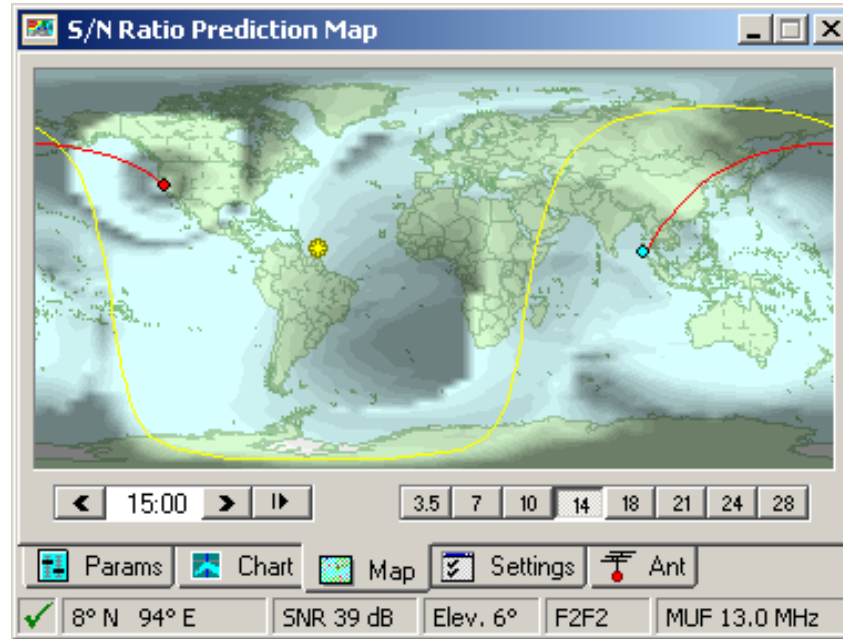 S/N Ratio Prediction Map
15:00
3.5 7 10 14 18 21 24 28
Params Chart Map Settings Ant
8° N 94° E SNR 39 dB Elev. 6° F2F2 MUF 13.0 MHz